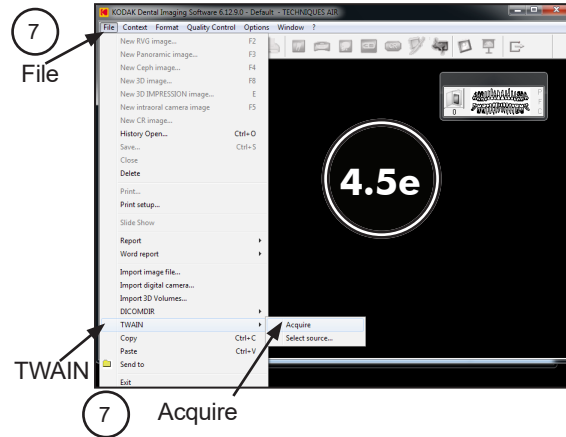 KODAK Dental Imaging Software 6.12.9.0 - Default - TECHNIQUES AIR
File Context Format Quality Control Options Window ?
7
File
New RVG image... F2
New Panoramic image... F3
New Ceph image... F4
New 3D image... F8
New 3D IMPRESSION image... E
New intraoral camera image F5
New CR image...
History Open... Ctrl+O
Save... Ctrl+S
Close
Delete
Print...
Print setup...
Slide Show
Report
Word report
Import image file...
Import digital camera...
Import 3D Volumes...
DICOMDIR
TWAIN
Acquire
Copy Ctrl+C
Select source...
Paste Ctrl+V
Send to
Exit
0
P
F
C
4.5e
TWAIN
7
Acquire